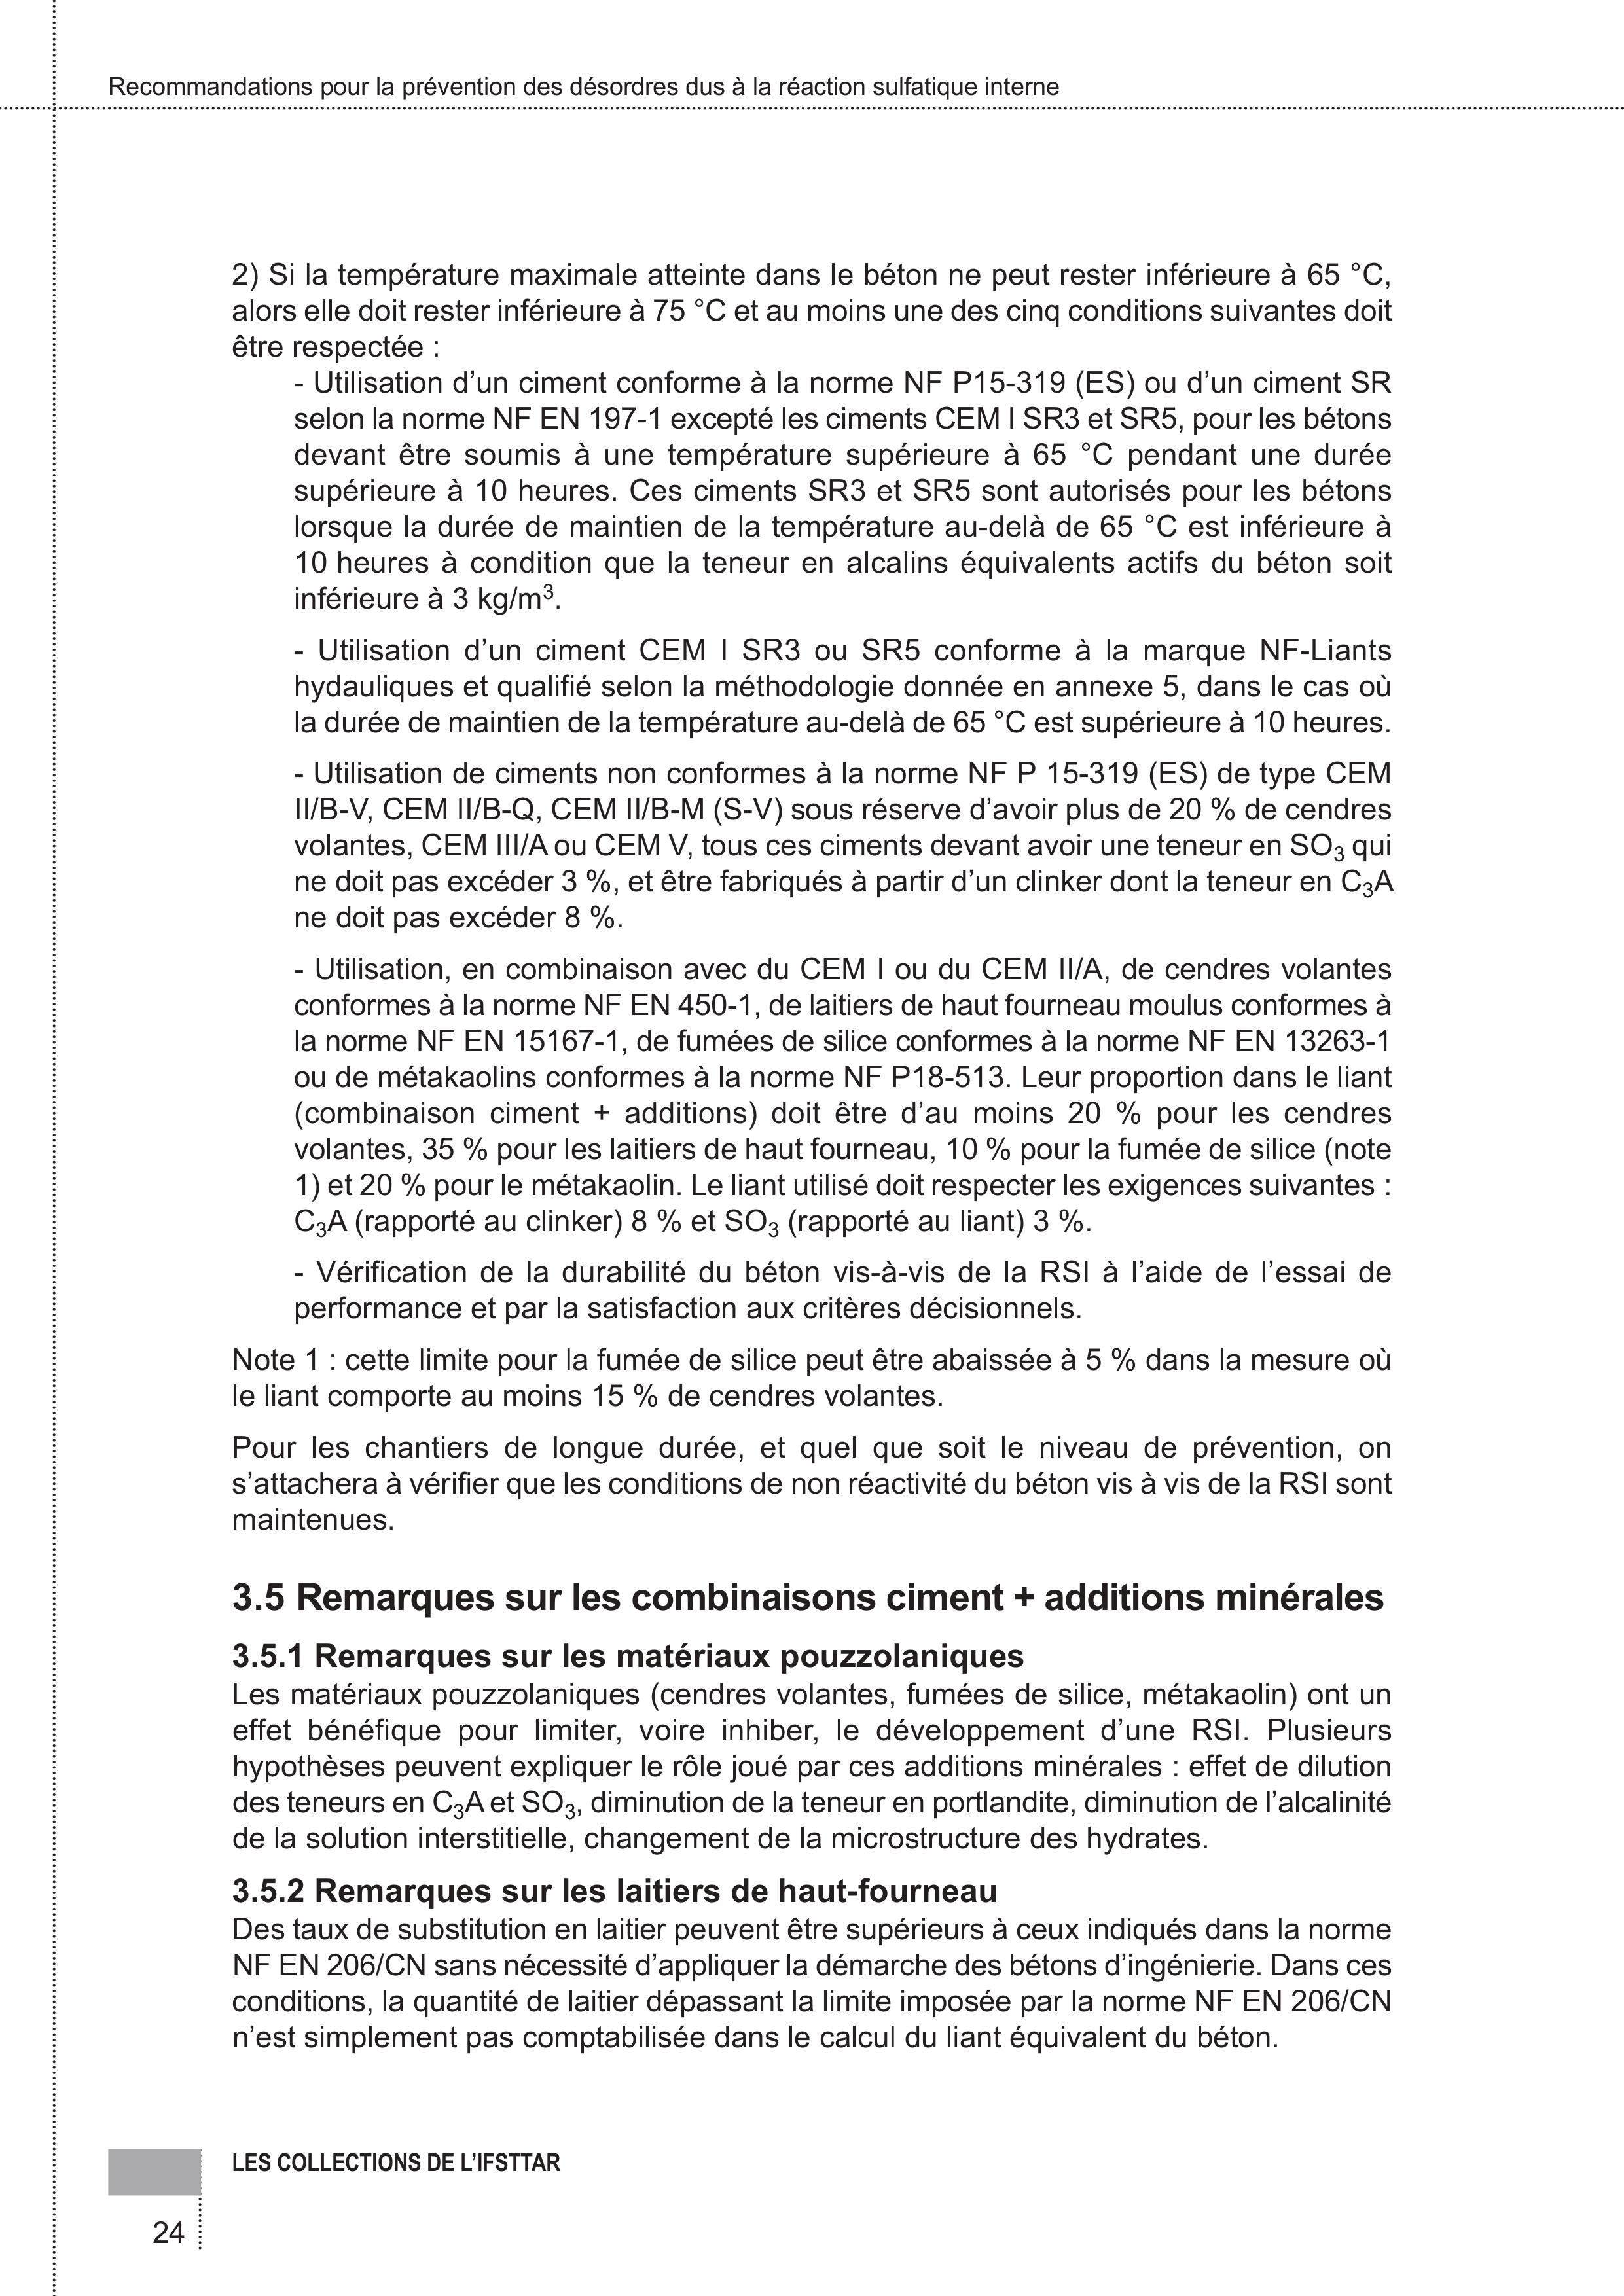 Recommandations pour la prévention des désordres dus à la réaction sulfatique interne
2) Si la température maximale atteinte dans le béton ne peut rester inférieure à 65 °C,
alors elle doit rester inférieure à 75 °C et au moins une des cinq conditions suivantes doit
être respectée :
- Utilisation d’un ciment conforme à la norme NF P15-319 (ES) ou d’un ciment SR
selon la norme NF EN 197-1 excepté les ciments CEM I SR3 et SR5, pour les bétons
devant être soumis à une température supérieure à 65 °C pendant une durée
supérieure à 10 heures. Ces ciments SR3 et SR5 sont autorisés pour les bétons
lorsque la durée de maintien de la température au-delà de 65 °C est inférieure à
10 heures à condition que la teneur en alcalins équivalents actifs du béton soit
inférieure à 3 kg/m³.
- Utilisation d’un ciment CEM I SR3 ou SR5 conforme à la marque NF-Liants
hydauliques et qualifié selon la méthodologie donnée en annexe 5, dans le cas où
la durée de maintien de la température au-delà de 65 °C est supérieure à 10 heures.
- Utilisation de ciments non conformes à la norme NF P 15-319 (ES) de type CEM
II/B-V, CEM II/B-Q, CEM II/B-M (S-V) sous réserve d’avoir plus de 20 % de cendres
volantes, CEM III/A ou CEM V, tous ces ciments devant avoir une teneur en SO₃ qui
ne doit pas excéder 3 %, et être fabriqués à partir d’un clinker dont la teneur en C₃A
ne doit pas excéder 8 %.
- Utilisation, en combinaison avec du CEM I ou du CEM II/A, de cendres volantes
conformes à la norme NF EN 450-1, de laitiers de haut fourneau moulus conformes à
la norme NF EN 15167-1, de fumées de silice conformes à la norme NF EN 13263-1
ou de métakaolins conformes à la norme NF P18-513. Leur proportion dans le liant
(combinaison ciment + additions) doit être d’au moins 20 % pour les cendres
volantes, 35 % pour les laitiers de haut fourneau, 10 % pour la fumée de silice (note
1) et 20 % pour le métakaolin. Le liant utilisé doit respecter les exigences suivantes :
C₃A (rapporté au clinker) 8 % et SO₃ (rapporté au liant) 3 %.
- Vérification de la durabilité du béton vis-à-vis de la RSI à l’aide de l’essai de
performance et par la satisfaction aux critères décisionnels.
Note 1 : cette limite pour la fumée de silice peut être abaissée à 5 % dans la mesure où
le liant comporte au moins 15 % de cendres volantes.
Pour les chantiers de longue durée, et quel que soit le niveau de prévention, on
s’attachera à vérifier que les conditions de non réactivité du béton vis à vis de la RSI sont
maintenues.
3.5 Remarques sur les combinaisons ciment + additions minérales
3.5.1 Remarques sur les matériaux pouzzolaniques
Les matériaux pouzzolaniques (cendres volantes, fumées de silice, métakaolin) ont un
effet bénéfique pour limiter, voire inhiber, le développement d’une RSI. Plusieurs
hypothèses peuvent expliquer le rôle joué par ces additions minérales : effet de dilution
des teneurs en C₃A et SO₃, diminution de la teneur en portlandite, diminution de l’alcalinité
de la solution interstitielle, changement de la microstructure des hydrates.
3.5.2 Remarques sur les laitiers de haut-fourneau
Des taux de substitution en laitier peuvent être supérieurs à ceux indiqués dans la norme
NF EN 206/CN sans nécessité d’appliquer la démarche des bétons d’ingénierie. Dans ces
conditions, la quantité de laitier dépassant la limite imposée par la norme NF EN 206/CN
n’est simplement pas comptabilisée dans le calcul du liant équivalent du béton.
LES COLLECTIONS DE L’IFSTTAR
24